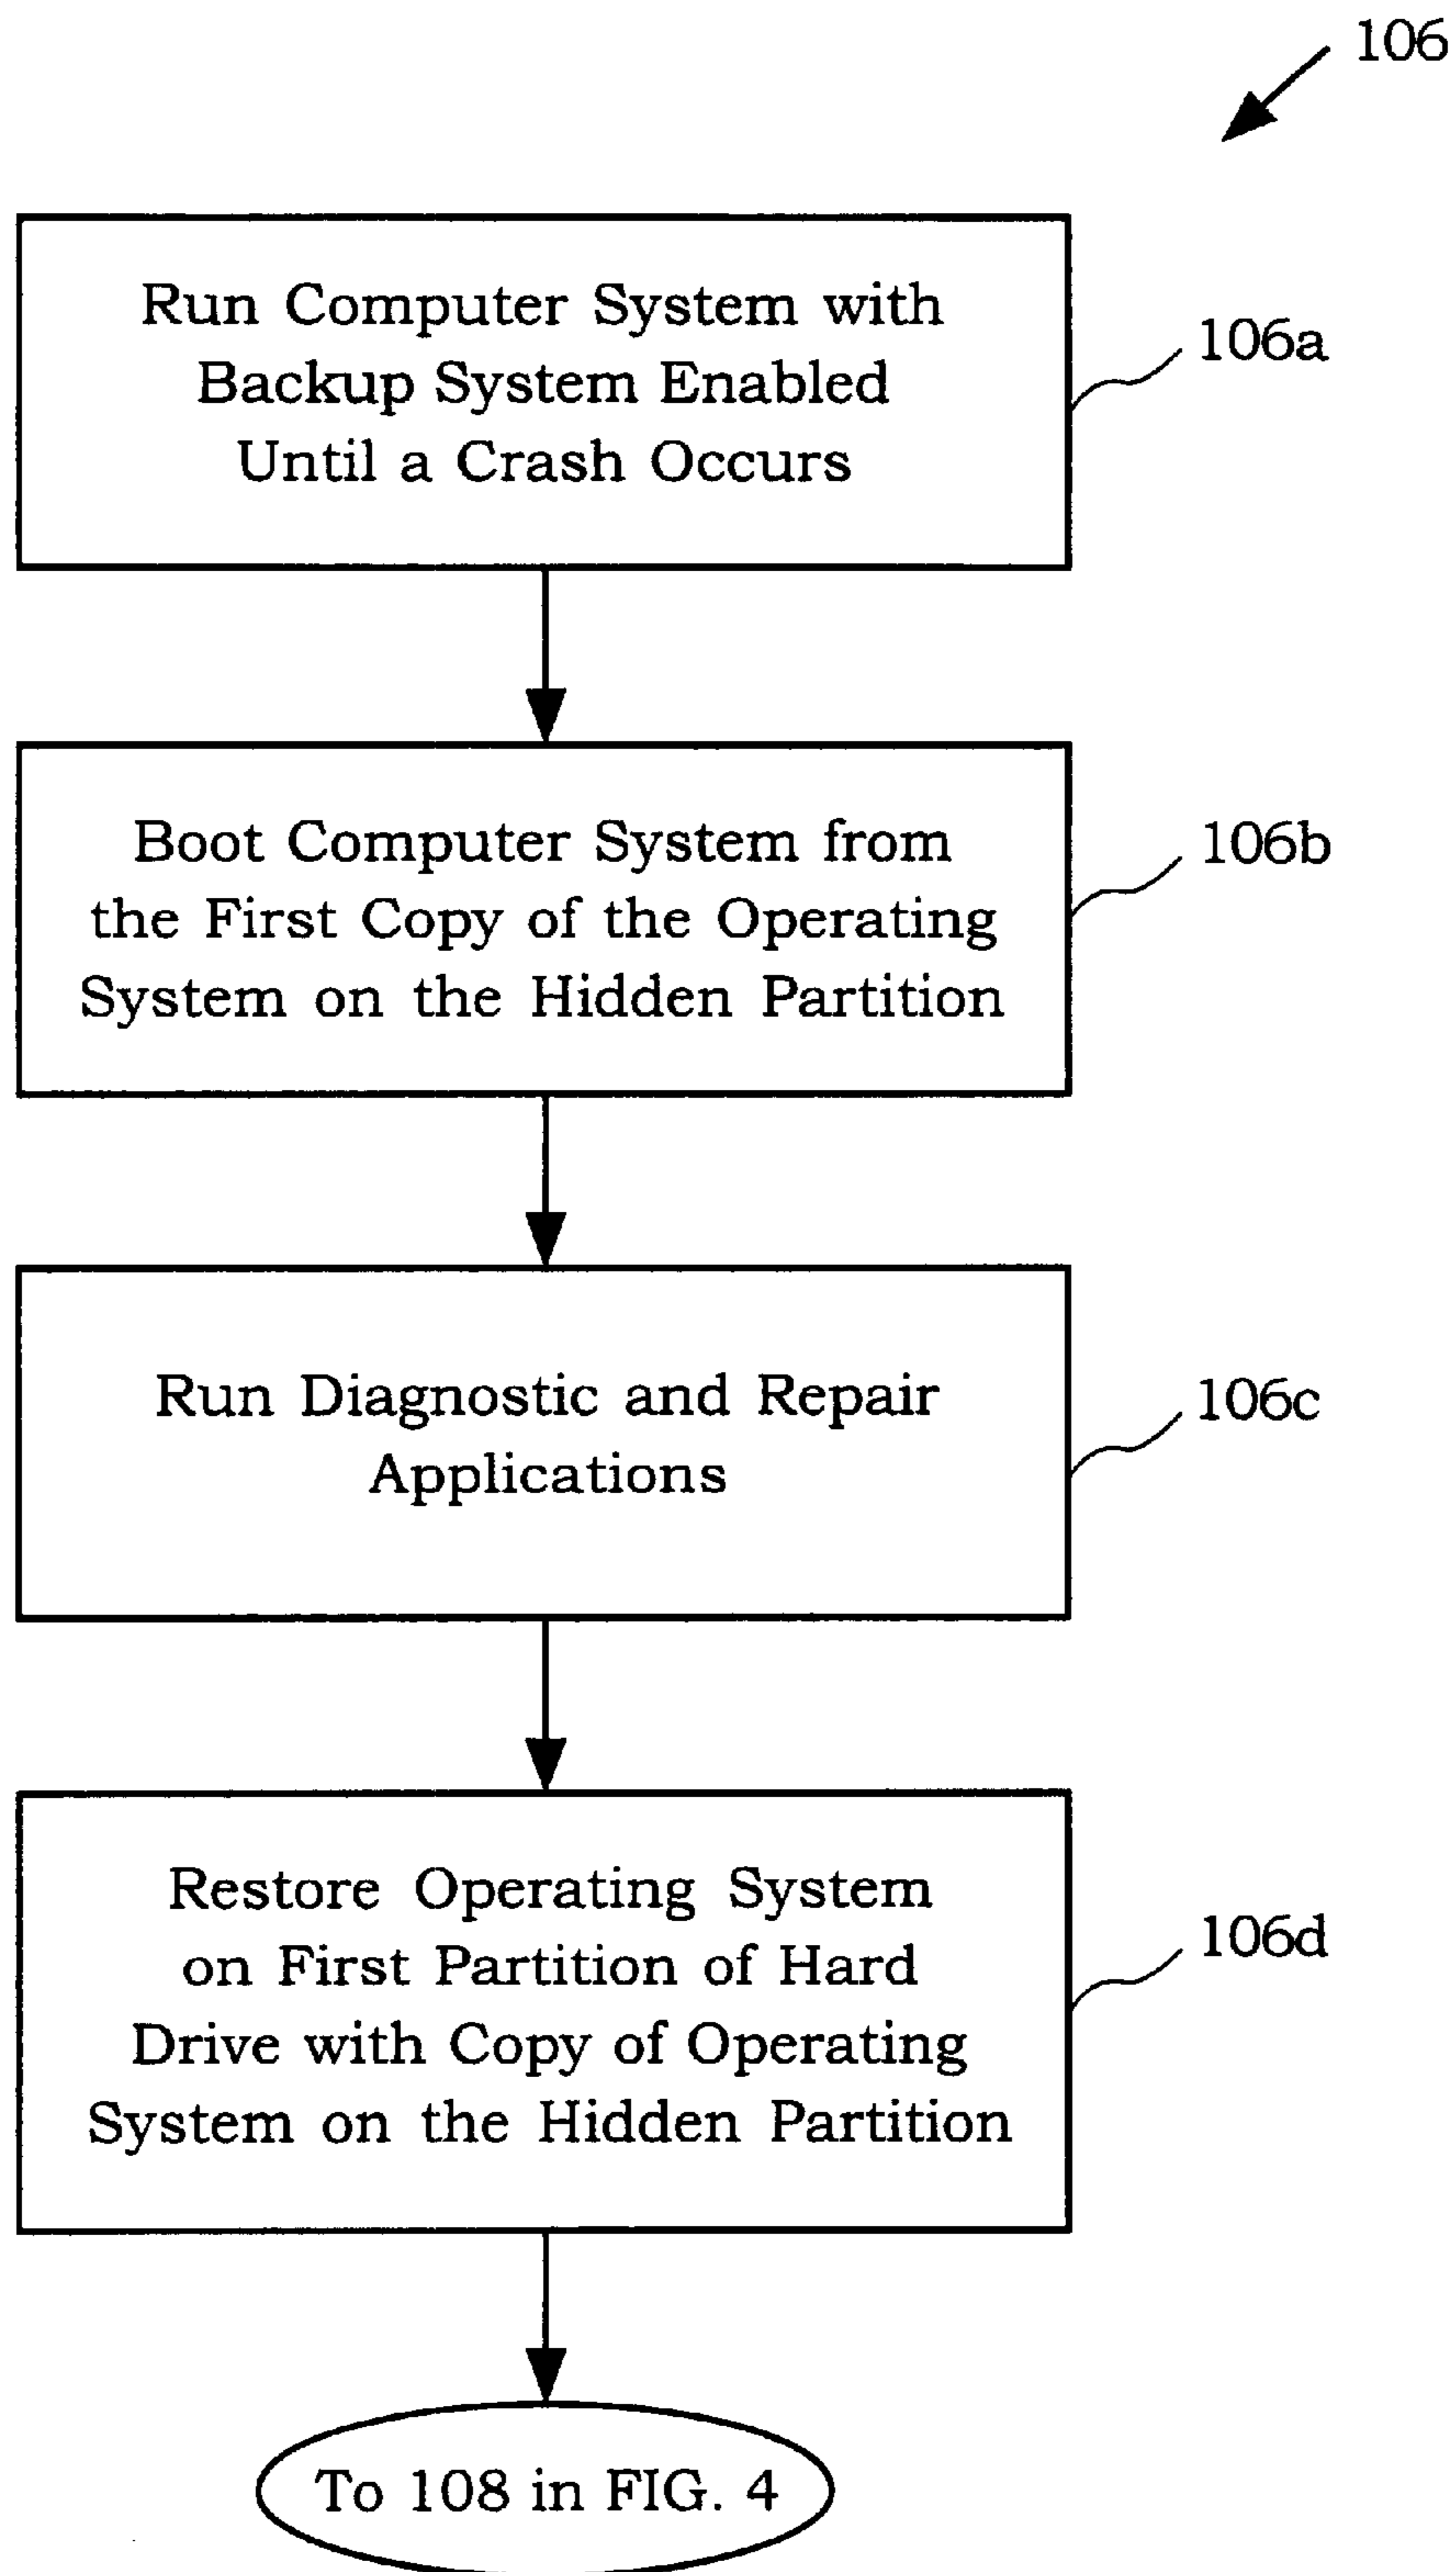 106
Run Computer System with
Backup System Enabled
Until a Crash Occurs
106a
Boot Computer System from
the First Copy of the Operating
System on the Hidden Partition
106b
Run Diagnostic and Repair
Applications
106c
Restore Operating System
on First Partition of Hard
Drive with Copy of Operating
System on the Hidden Partition
106d
To 108 in FIG. 4